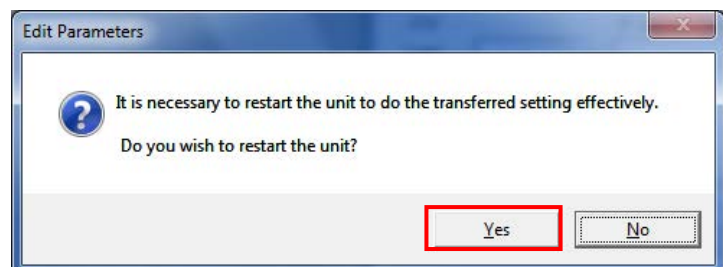 Edit Parameters
It is necessary to restart the unit to do the transferred setting effectively.
Do you wish to restart the unit?
Yes
No